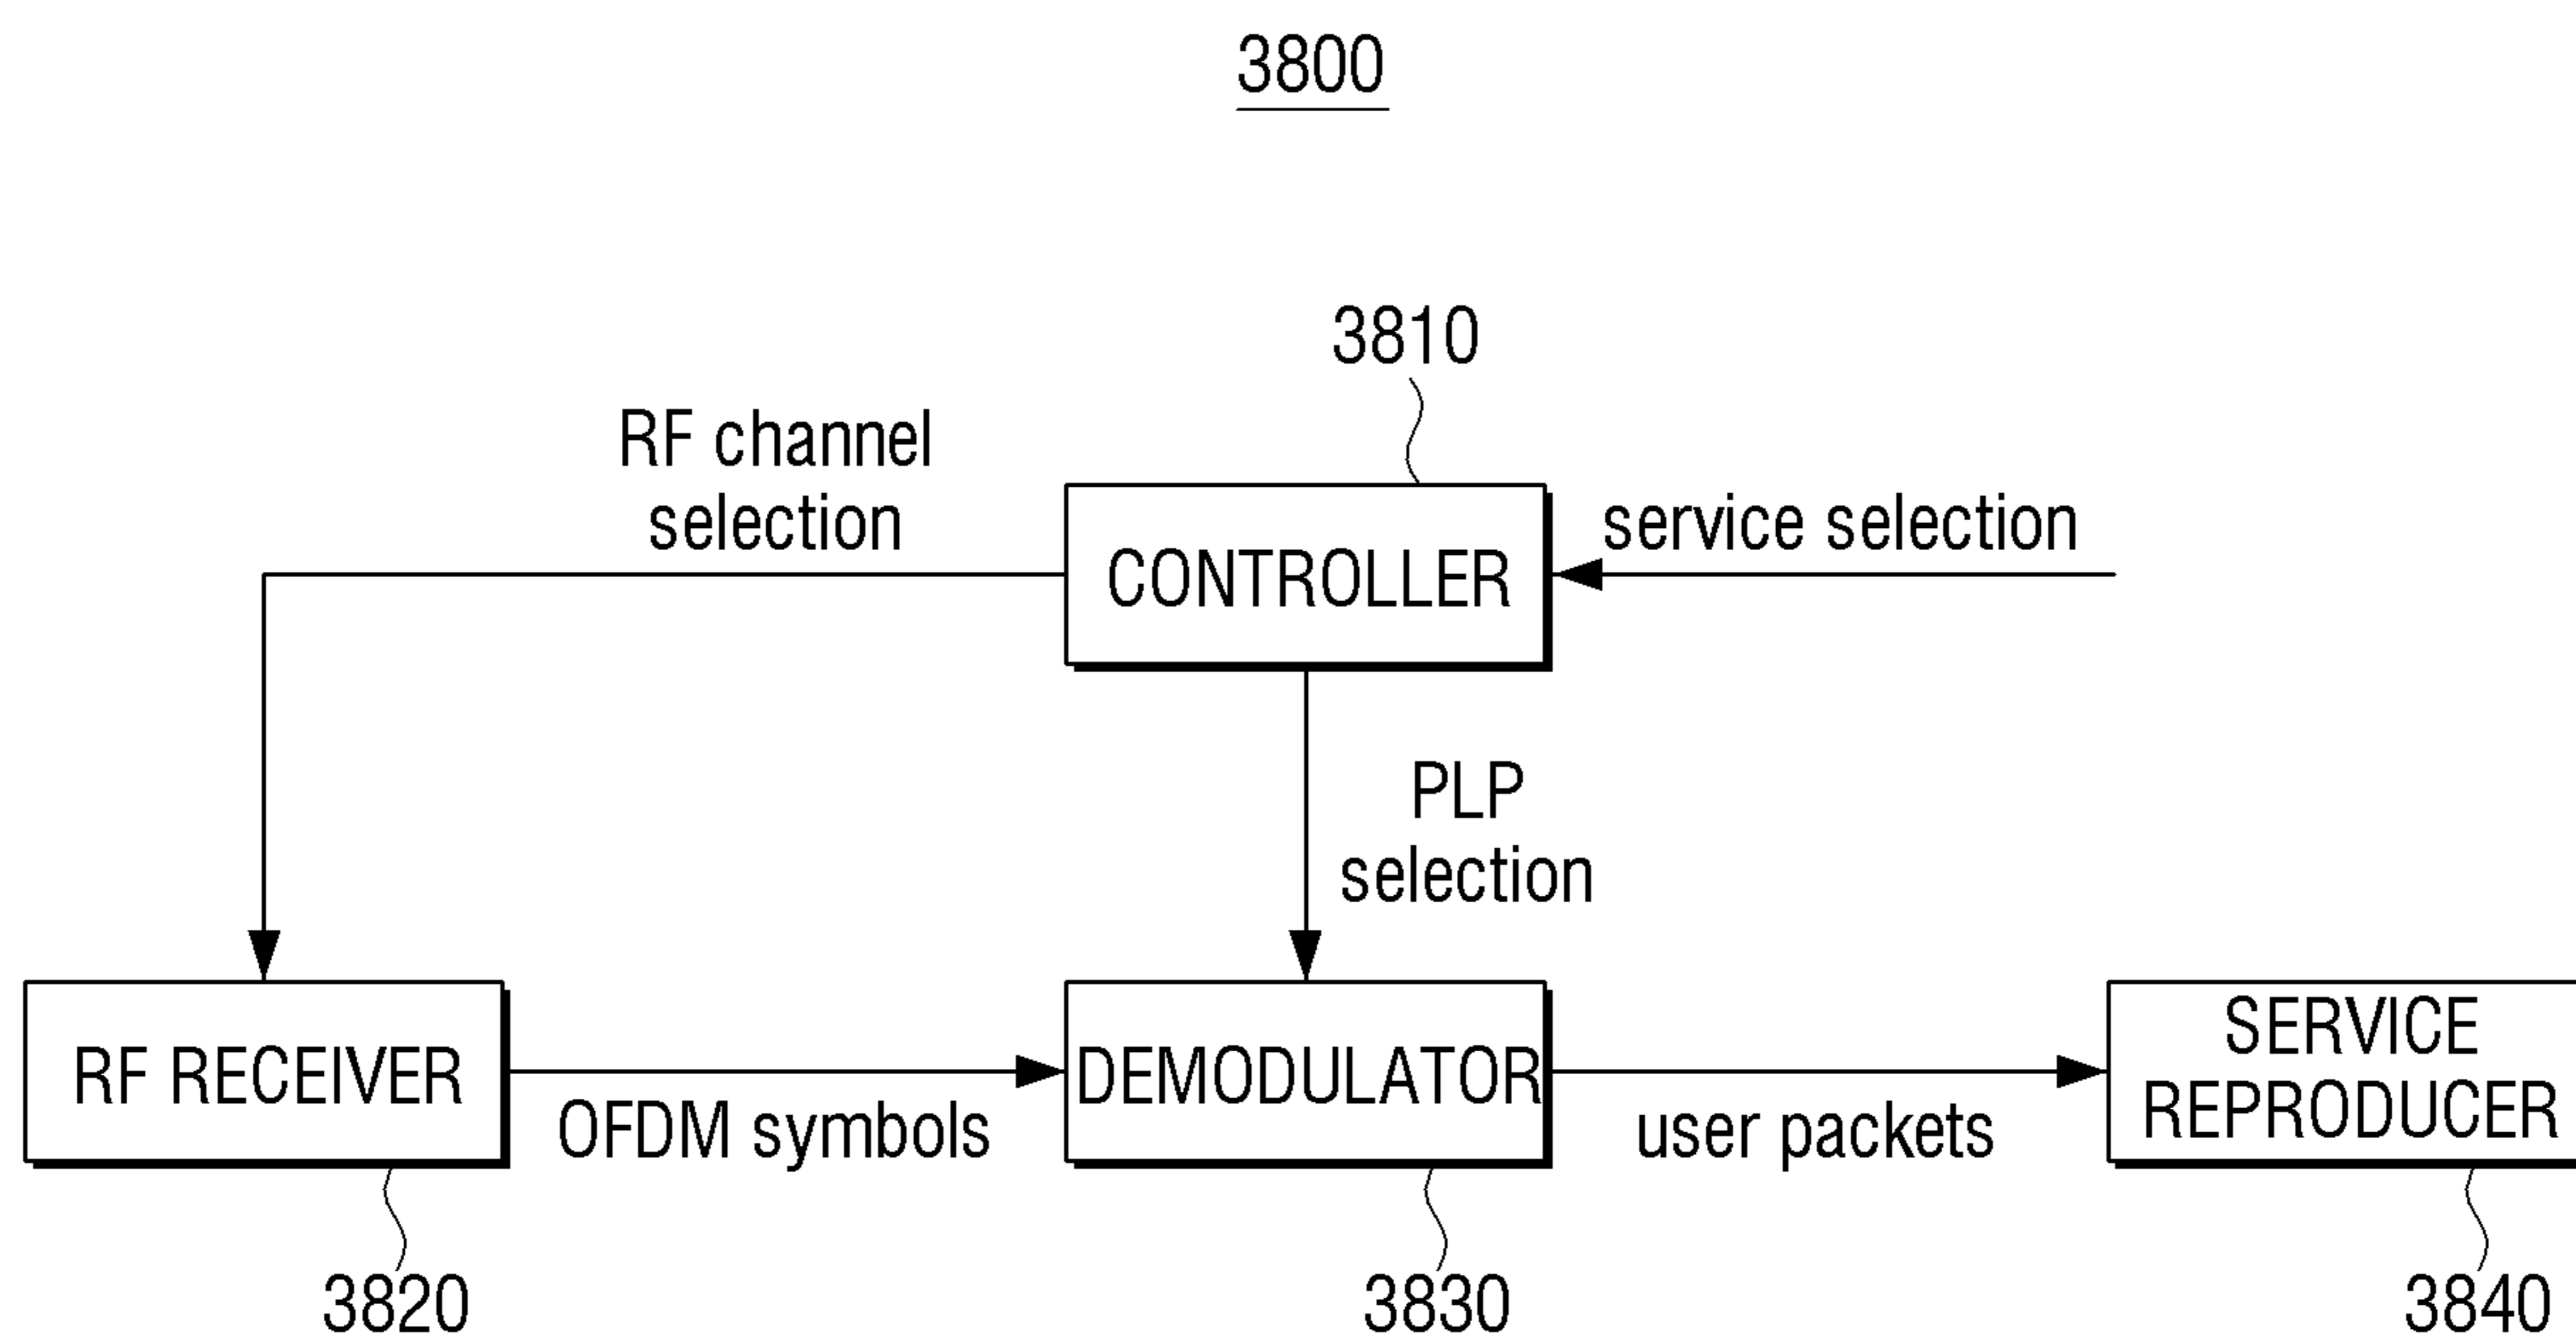 3800
3810
RF channel
selection
CONTROLLER
service selection
PLP
selection
RF RECEIVER
OFDM symbols
DEMODULATOR
user packets
SERVICE
REPRODUCER
3820
3830
3840